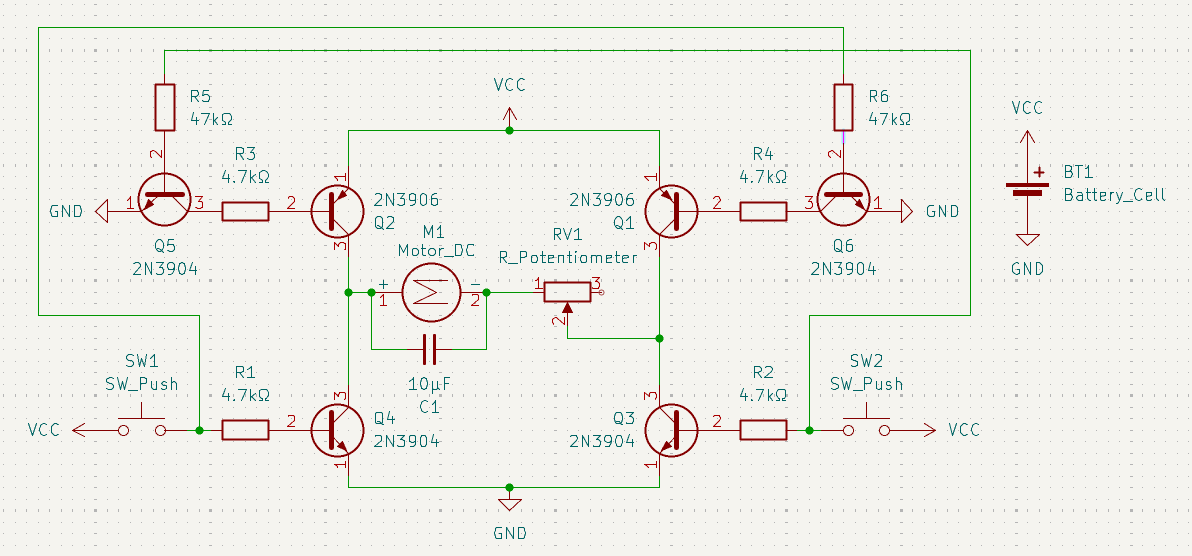 VCC
R5
47kΩ
2
R3
4.7kΩ
GND
1
3
2
1
2N3906
Q2
3
Q5
2N3904
M1
Motor_DC
+
1
-
2
10µF
C1
RV1
R_Potentiometer
1
3
2
1
2N3906
Q1
3
R4
4.7kΩ
2
R6
47kΩ
2
3
1
GND
Q6
2N3904
VCC
+
BT1
Battery_Cell
GND
SW1
SW_Push
VCC
R1
4.7kΩ
2
3
Q4
2N3904
1
GND
3
Q3
2N3904
1
R2
4.7kΩ
2
SW2
SW_Push
VCC